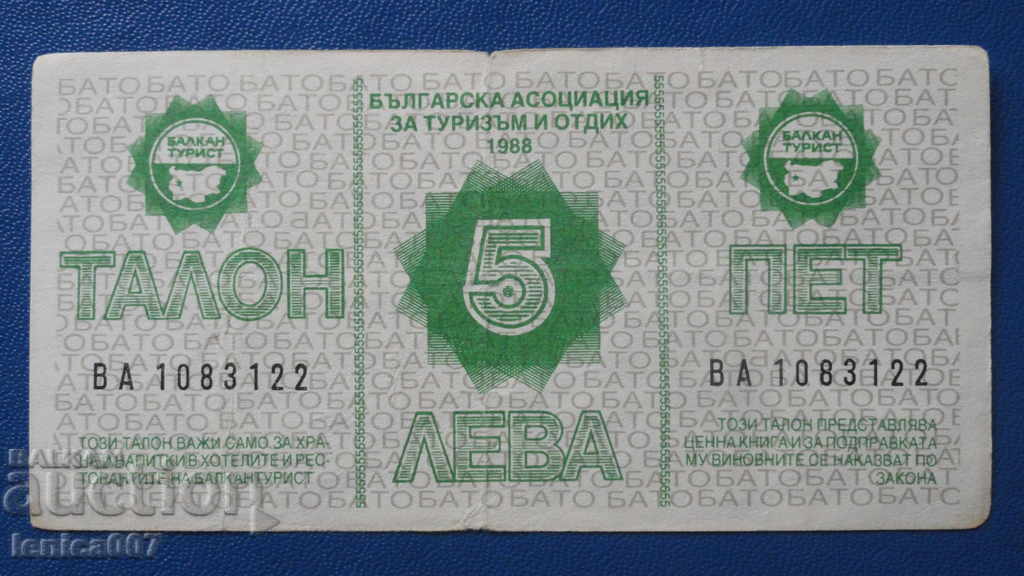 БЪЛГАРСКА АСОЦИАЦИЯ
ЗА ТУРИЗЪМ И ОТДИХ
1988
БАЛКАН
ТУРИСТ
БАЛКАН
ТУРИСТ
ТАЛОН
5
ПЕТ
ВА 1083122
ВА 1083122
ЛЕВА
ТОЗИ ТАЛОН ВАЖИ САМО ЗА ХРА-
НА И НАПИТКИ В ХОТЕЛИТЕ И РЕС-
ТОРАНТИТЕ НА БАЛКАНТУРИСТ
ТОЗИ ТАЛОН ПРЕДСТАВЛЯВА
ЦЕННА КНИГА И ЗА ПОДПРАВКАТА
МУ ВИНОВНИТЕ СЕ НАКАЗВАТ ПО
ЗАКОНА
auction
lenica007